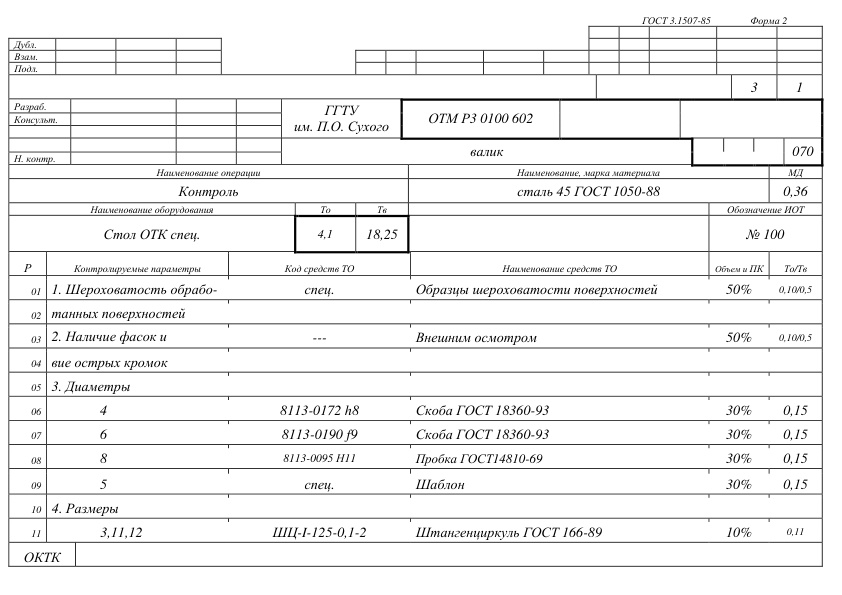 ГОСТ 3.1507-85 Форма 2
Дубл.
Взам.
Подл.
3 1
Разраб.
Консульт.
Н. контр.
ГГТУ
им. П.О. Сухого
ОТМ РЗ 0100 602
валик
070
Наименование операции Наименование, марка материала МД
Контроль сталь 45 ГОСТ 1050-88 0,36
Наименование оборудования То Тв Обозначение ИОТ
Стол ОТК спец. 4,1 18,25 № 100
Р Контролируемые параметры Код средств ТО Наименование средств ТО Объем и ПК То/Тв
01 1. Шероховатость обрабо- спец. Образцы шероховатости поверхностей 50% 0,10/0,5
02 танных поверхностей
03 2. Наличие фасок и --- Внешним осмотром 50% 0,10/0,5
04 вие острых кромок
05 3. Диаметры
06 4 8113-0172 h8 Скоба ГОСТ 18360-93 30% 0,15
07 6 8113-0190 f9 Скоба ГОСТ 18360-93 30% 0,15
08 8 8113-0095 H11 Пробка ГОСТ14810-69 30% 0,15
09 5 спец. Шаблон 30% 0,15
10 4. Размеры
11 3,11,12 ШЦ-I-125-0,1-2 Штангенциркуль ГОСТ 166-89 10% 0,11
ОКТК